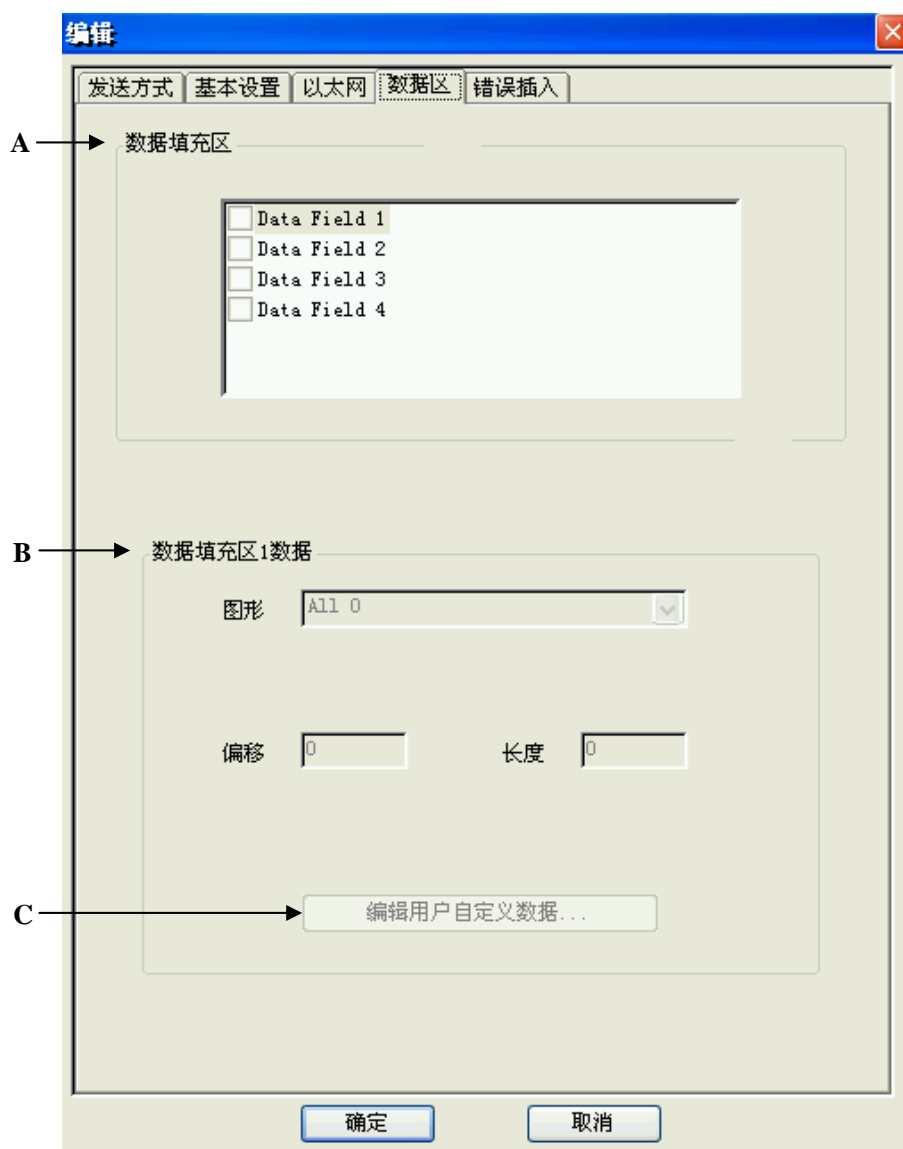 编辑
发送方式 基本设置 以太网 数据区 错误插入
A 数据填充区
Data Field 1
Data Field 2
Data Field 3
Data Field 4
B 数据填充区1数据
图形 All 0
偏移 0 长度 0
C 编辑用户自定义数据...
确定 取消